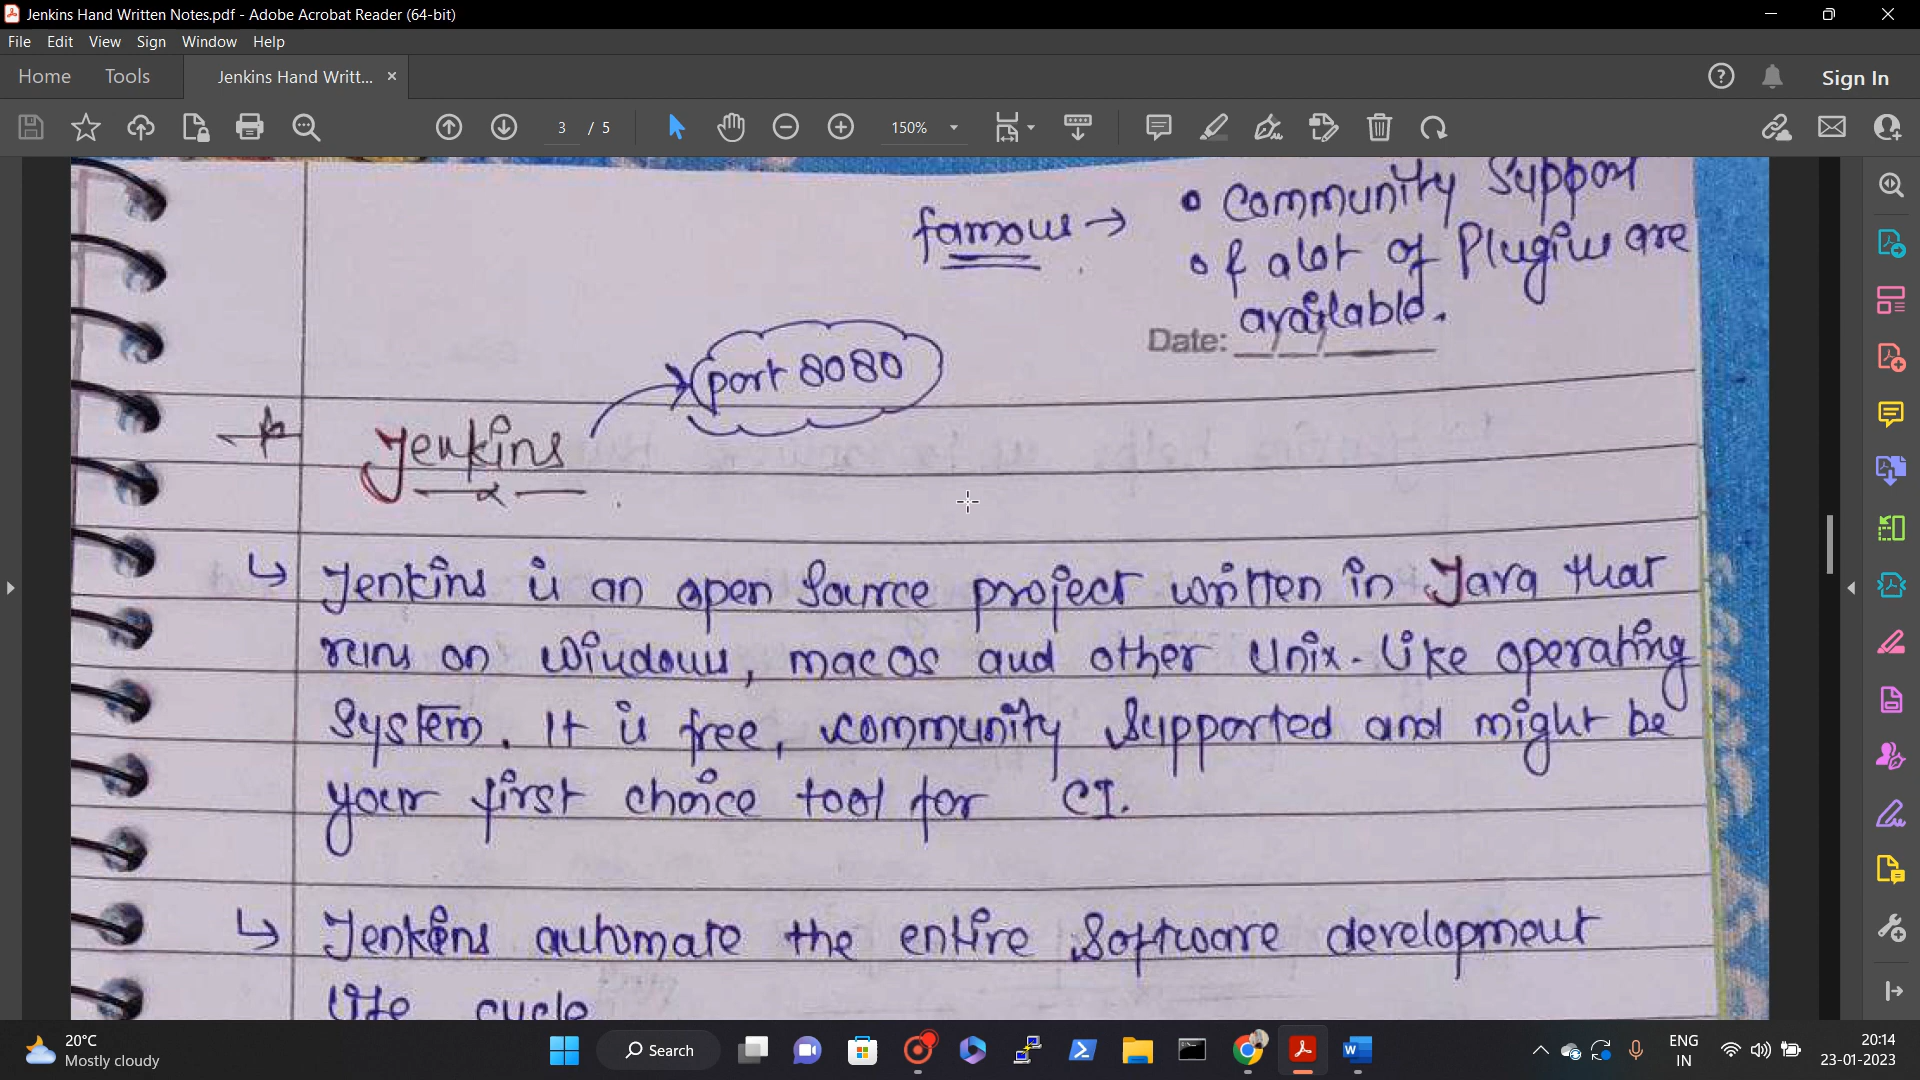 Jenkins Hand Written Notes.pdf - Adobe Acrobat Reader (64-bit)
File Edit View Sign Window Help
Home Tools Jenkins Hand Writt... × Sign In
3 / 5 150%
famous → • Community Support
• & a lot of Plugins are
available.
Date: __/__/____
port 8080
Jenkins
↳ Jenkins is an open Source project written in Java that
runs on Windows, macOS and other Unix-like operating
System. It is free, community Supported and might be
your first choice tool for CI.
↳ Jenkins automate the entire Software development
life cycle
20°C
Mostly cloudy
Search
ENG
IN
20:14
23-01-2023